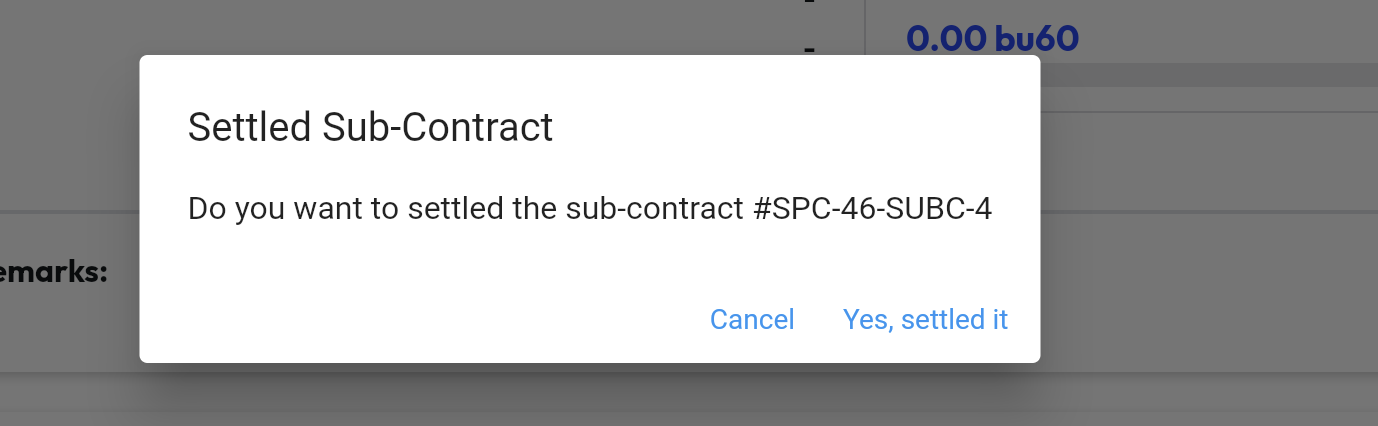 -
-
0.00 bu60
Settled Sub-Contract
Do you want to settled the sub-contract #SPC-46-SUBC-4
emarks:
Cancel Yes, settled it